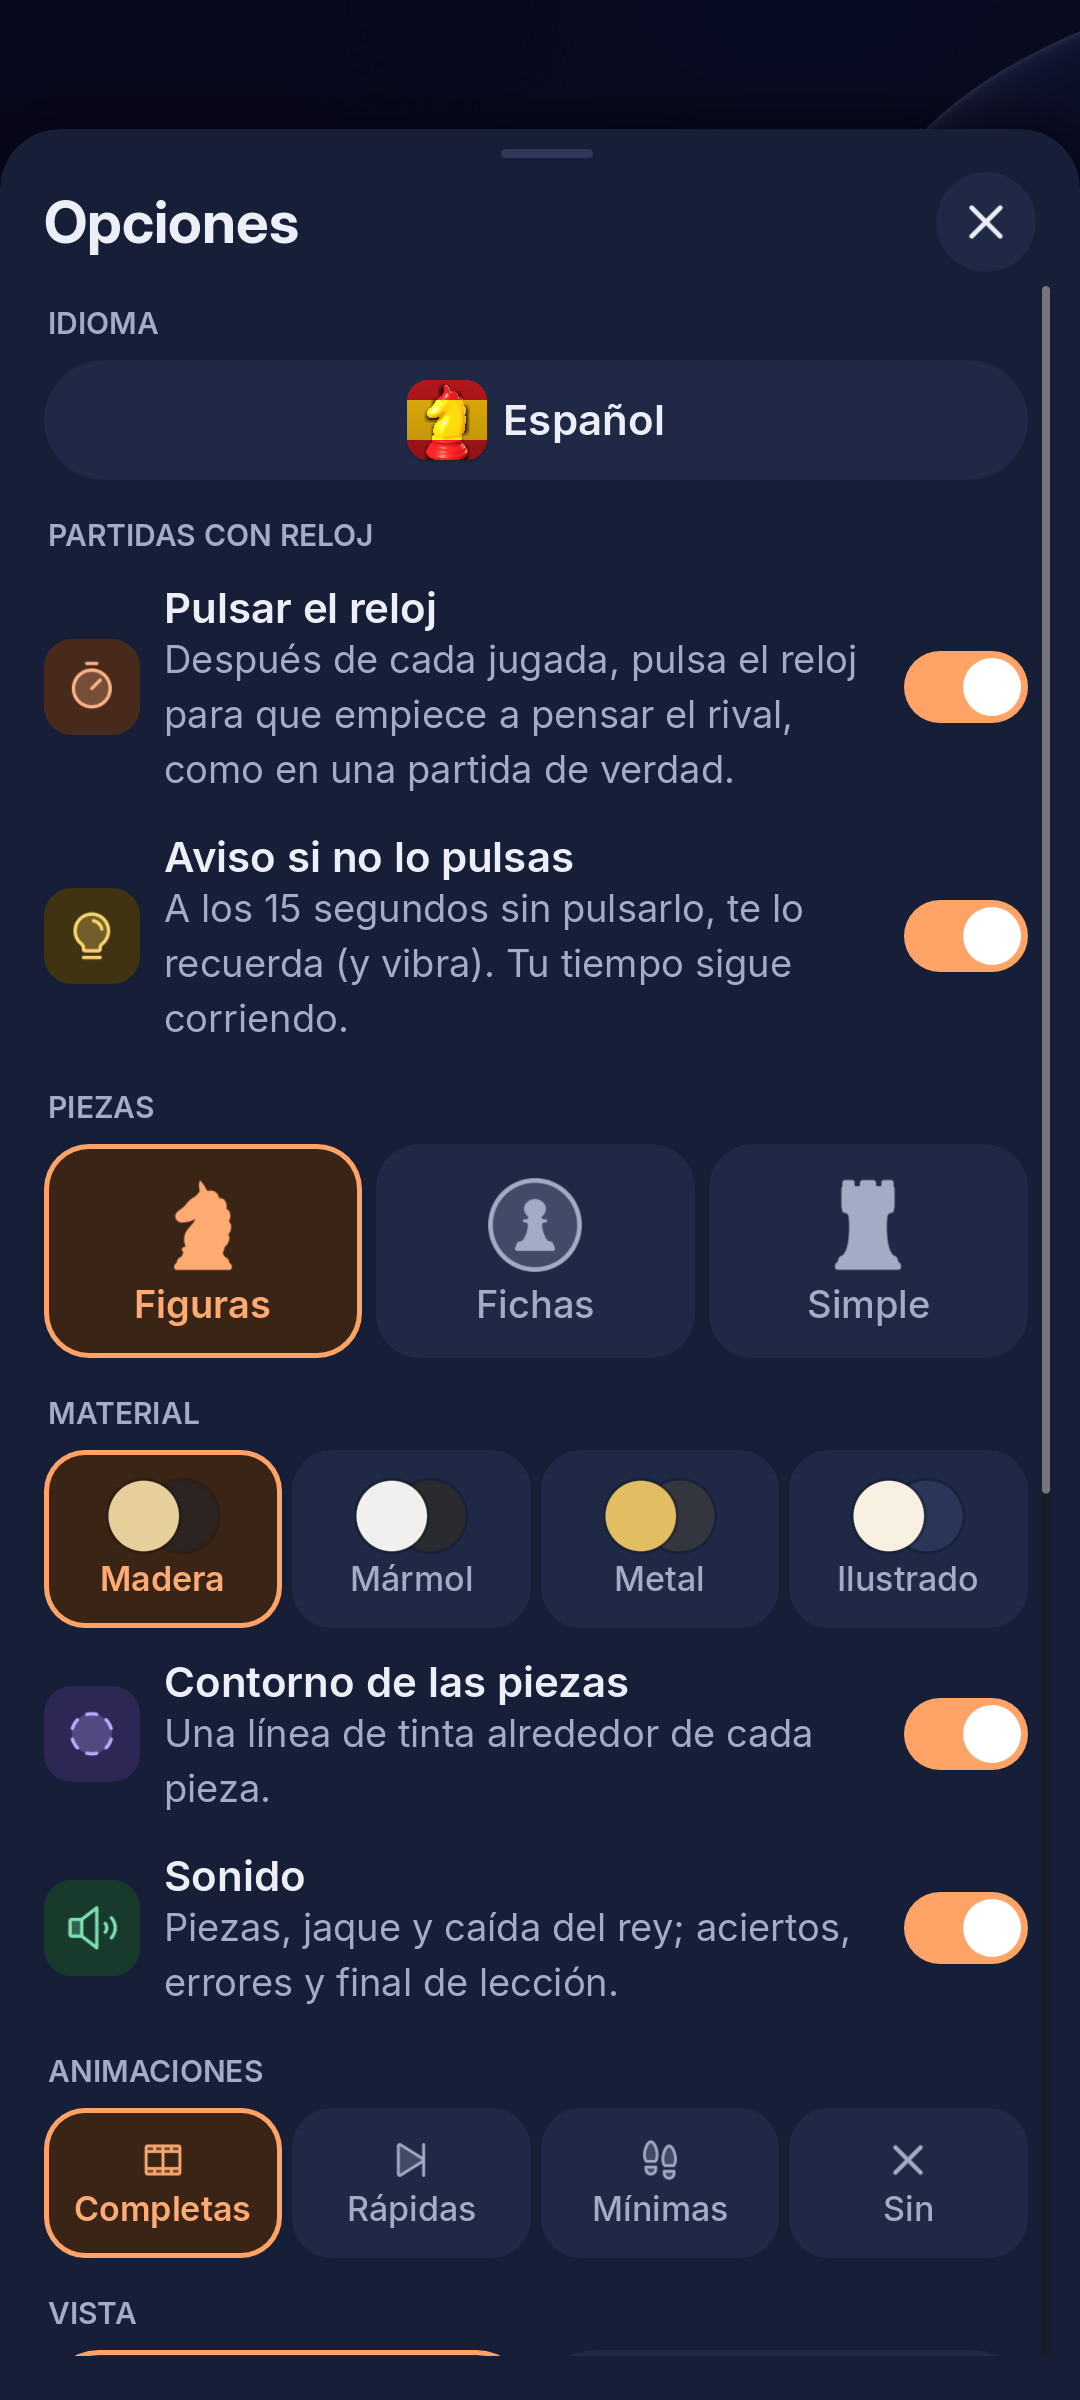 Opciones
IDIOMA
Español
PARTIDAS CON RELOJ
Pulsar el reloj
Después de cada jugada, pulsa el reloj
para que empiece a pensar el rival,
como en una partida de verdad.
Aviso si no lo pulsas
A los 15 segundos sin pulsarlo, te lo
recuerda (y vibra). Tu tiempo sigue
corriendo.
PIEZAS
Figuras
Fichas
Simple
MATERIAL
Madera
Mármol
Metal
Ilustrado
Contorno de las piezas
Una línea de tinta alrededor de cada
pieza.
Sonido
Piezas, jaque y caída del rey; aciertos,
errores y final de lección.
ANIMACIONES
Completas
Rápidas
Mínimas
Sin
VISTA